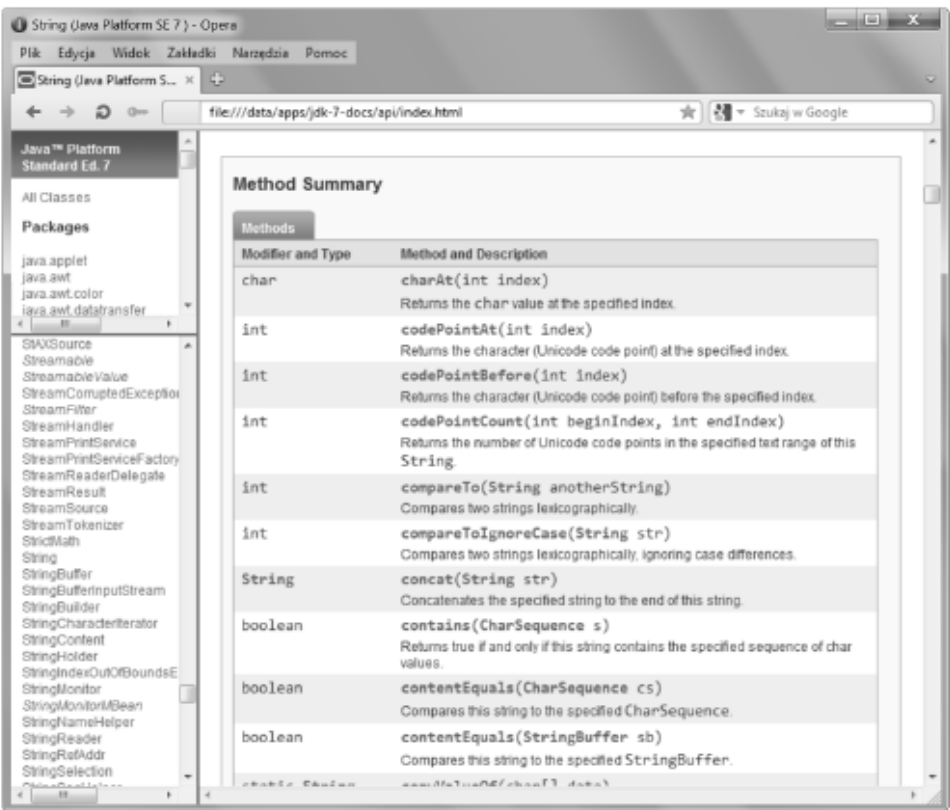 String (Java Platform SE 7 ) - Opera
Plik Edycja Widok Zakładki Narzędzia Pomoc
String (Java Platform S...
file:///data/apps/jdk-7-docs/api/index.html
Szukaj w Google
Java™ Platform
Standard Ed. 7
All Classes
Packages
java.applet
java.awt
java.awt.color
java.awt.datatransfer
StAXSource
Streamable
StreamableValue
StreamCorruptedException
StreamFilter
StreamHandler
StreamPrintService
StreamPrintServiceFactory
StreamReaderDelegate
StreamResult
StreamSource
StreamTokenizer
StrictMath
String
StringBuffer
StringBufferInputStream
StringBuilder
StringCharacterIterator
StringContent
StringHolder
StringIndexOutOfBoundsE
StringMonitor
StringMonitorMBean
StringNameHelper
StringReader
StringRefAddr
StringSelection
Method Summary
Methods
Modifier and Type Method and Description
char charAt(int index)
Returns the char value at the specified index.
int codePointAt(int index)
Returns the character (Unicode code point) at the specified index.
int codePointBefore(int index)
Returns the character (Unicode code point) before the specified index.
int codePointCount(int beginIndex, int endIndex)
Returns the number of Unicode code points in the specified text range of this
String.
int compareTo(String anotherString)
Compares two strings lexicographically.
int compareToIgnoreCase(String str)
Compares two strings lexicographically, ignoring case differences.
String concat(String str)
Concatenates the specified string to the end of this string.
boolean contains(CharSequence s)
Returns true if and only if this string contains the specified sequence of char
values.
boolean contentEquals(CharSequence cs)
Compares this string to the specified CharSequence.
boolean contentEquals(StringBuffer sb)
Compares this string to the specified StringBuffer.
static String copyValueOf(char[] data)